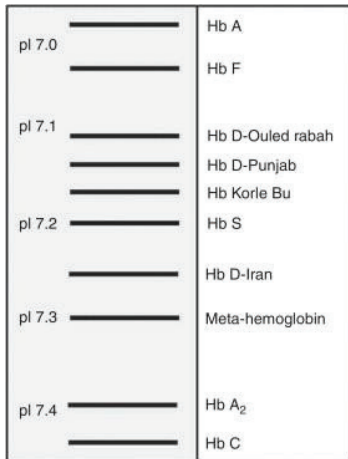 Hb A
pI 7.0
Hb F
pI 7.1
Hb D-Ouled rabah
Hb D-Punjab
Hb Korle Bu
pI 7.2
Hb S
Hb D-Iran
pI 7.3
Meta-hemoglobin
pI 7.4
Hb A₂
Hb C